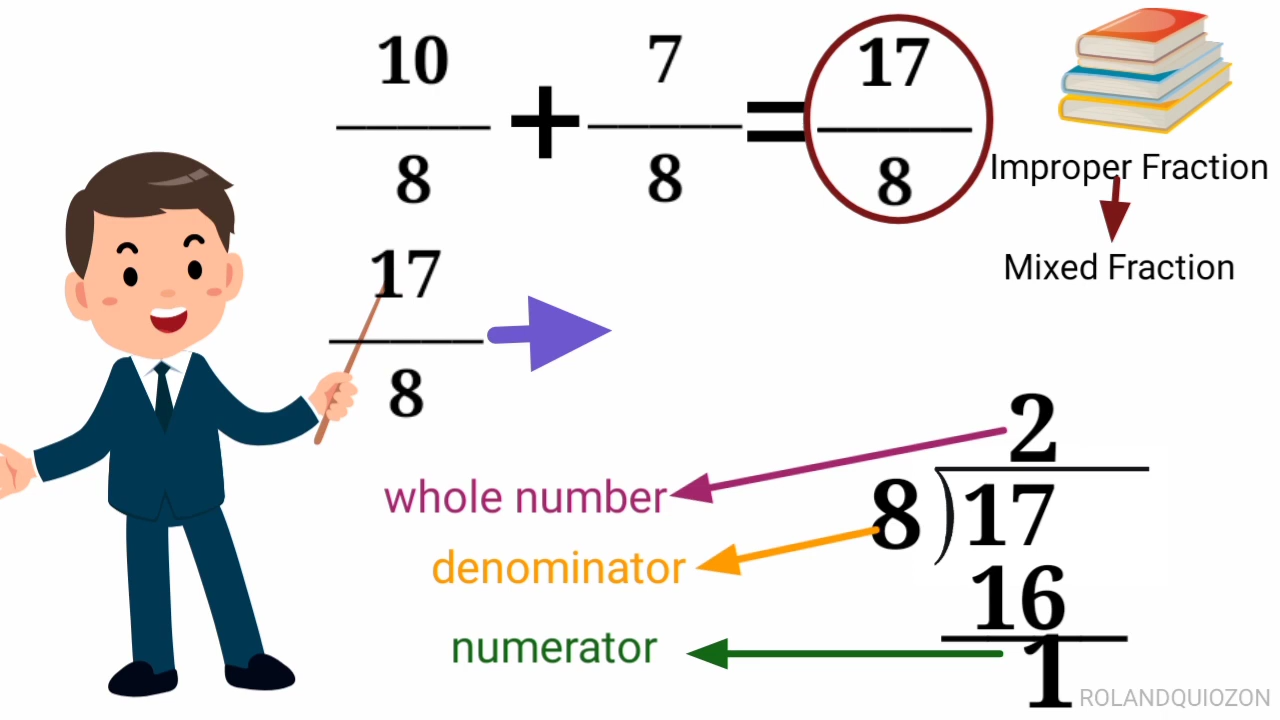 10/8 + 7/8 = 17/8
Improper Fraction
Mixed Fraction
17/8
2
8)17
16
1
whole number
denominator
numerator
ROLANDQUIOZON